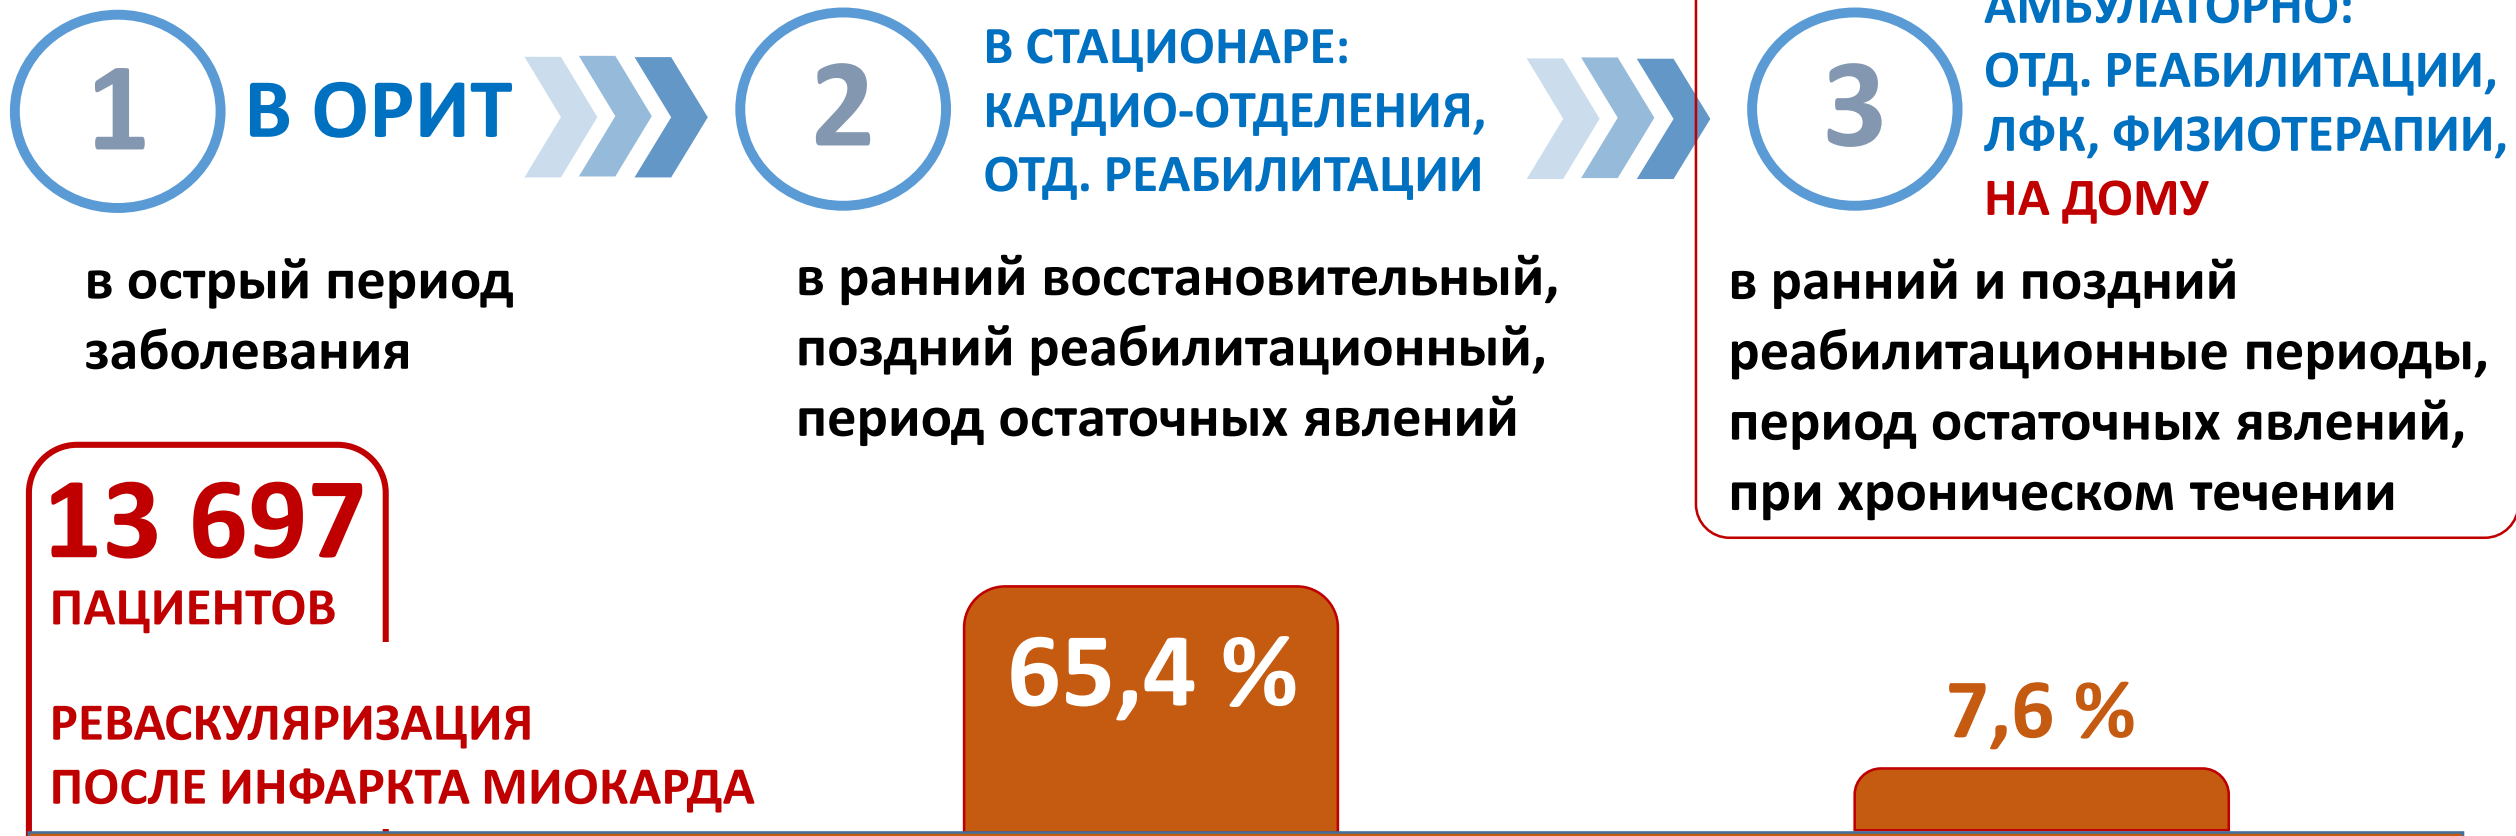 1
В ОРИТ
в острый период
заболевания
13 697
ПАЦИЕНТОВ
РЕВАСКУЛЯРИЗАЦИЯ
ПОСЛЕ ИНФАРКТА МИОКАРДА
2
В СТАЦИОНАРЕ:
КАРДИО-ОТДЕЛЕНИЯ,
ОТД. РЕАБИЛИТАЦИИ
в ранний восстановительный,
поздний реабилитационный,
период остаточных явлений
65,4 %
3
АМБУЛАТОРНО:
ОТД. РЕАБИЛИТАЦИИ,
ЛФК, ФИЗИОТЕРАПИИ,
НА ДОМУ
в ранний и поздний
реабилитационные периоды,
период остаточных явлений,
при хроническом течении
7,6 %